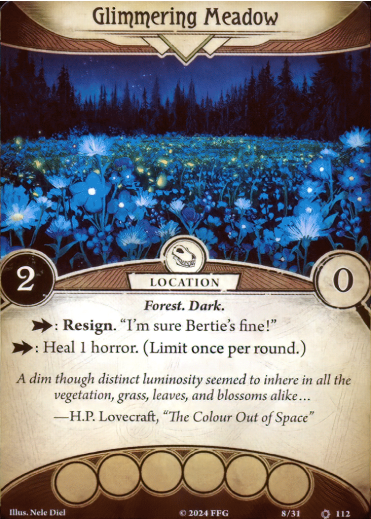 Glimmering Meadow
2
LOCATION
0
Forest. Dark.
: Resign. “I’m sure Bertie’s fine!”
: Heal 1 horror. (Limit once per round.)
A dim though distinct luminosity seemed to inhere in all the
vegetation, grass, leaves, and blossoms alike…
—H.P. Lovecraft, “The Colour Out of Space”
Illus. Nele Diel © 2024 FFG 8/31 112